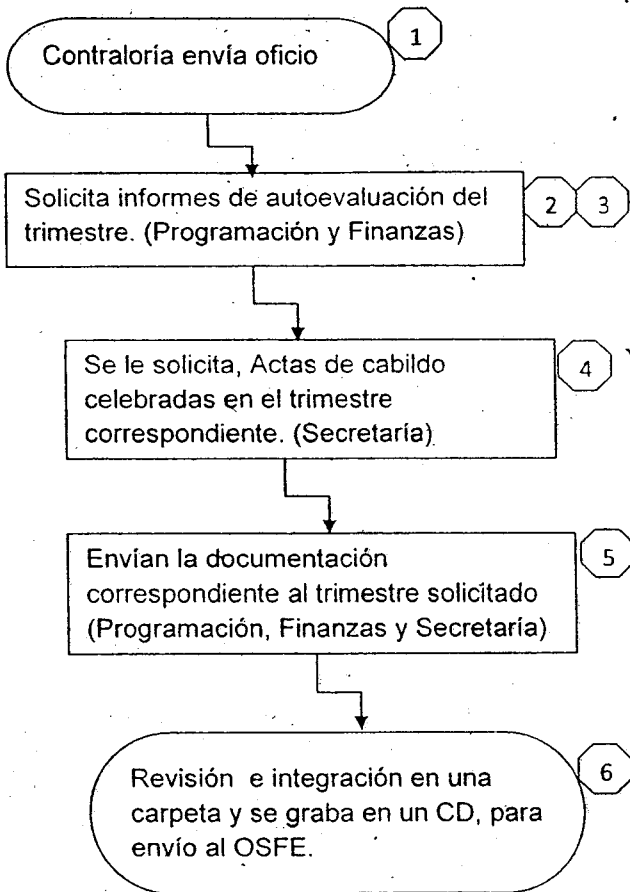 Contraloría envía oficio
1
Solicita informes de autoevaluación del
trimestre. (Programación y Finanzas)
2 3
Se le solicita, Actas de cabildo
celebradas en el trimestre
correspondiente. (Secretaría)
4
Envían la documentación
correspondiente al trimestre solicitado
(Programación, Finanzas y Secretaría)
5
Revisión e integración en una
carpeta y se graba en un CD, para
envío al OSFE.
6